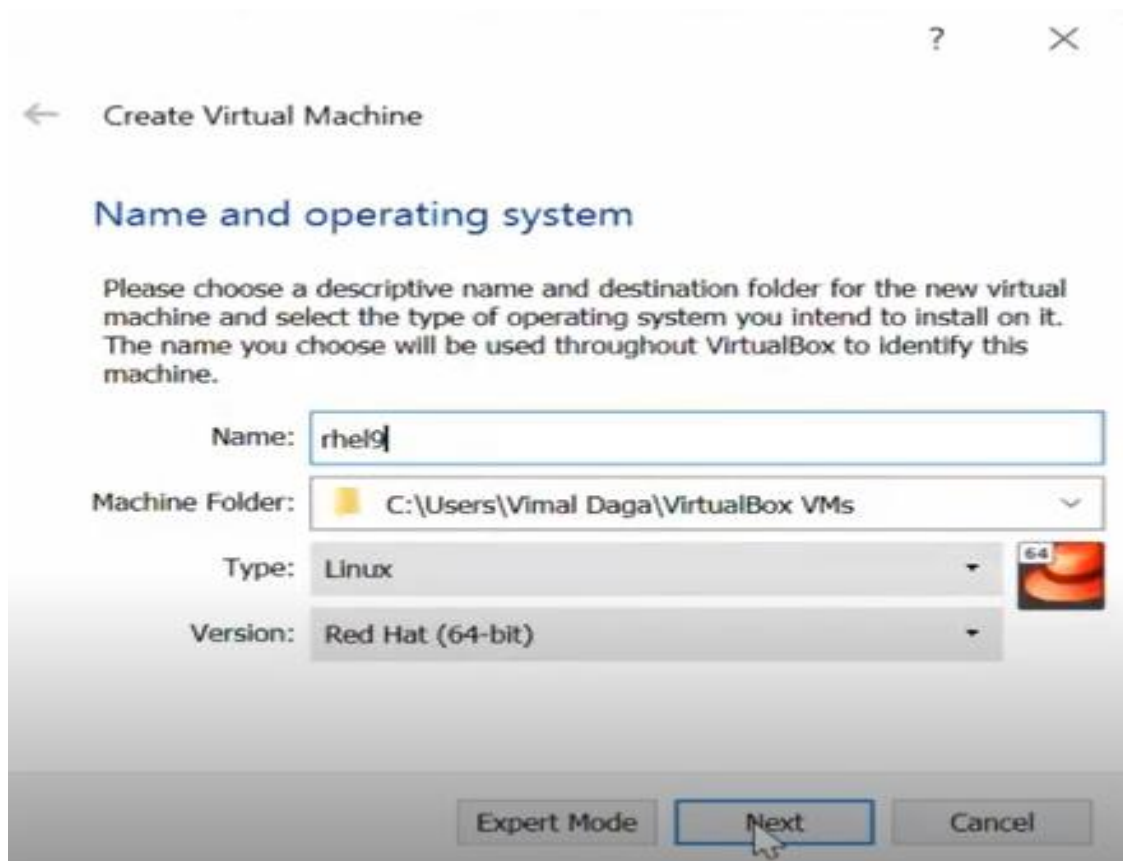 ?
Create Virtual Machine
Name and operating system
Please choose a descriptive name and destination folder for the new virtual
machine and select the type of operating system you intend to install on it.
The name you choose will be used throughout VirtualBox to identify this
machine.
Name: rhel9
Machine Folder: C:\Users\Vimal Daga\VirtualBox VMs
Type: Linux
64
Version: Red Hat (64-bit)
Expert Mode Next Cancel